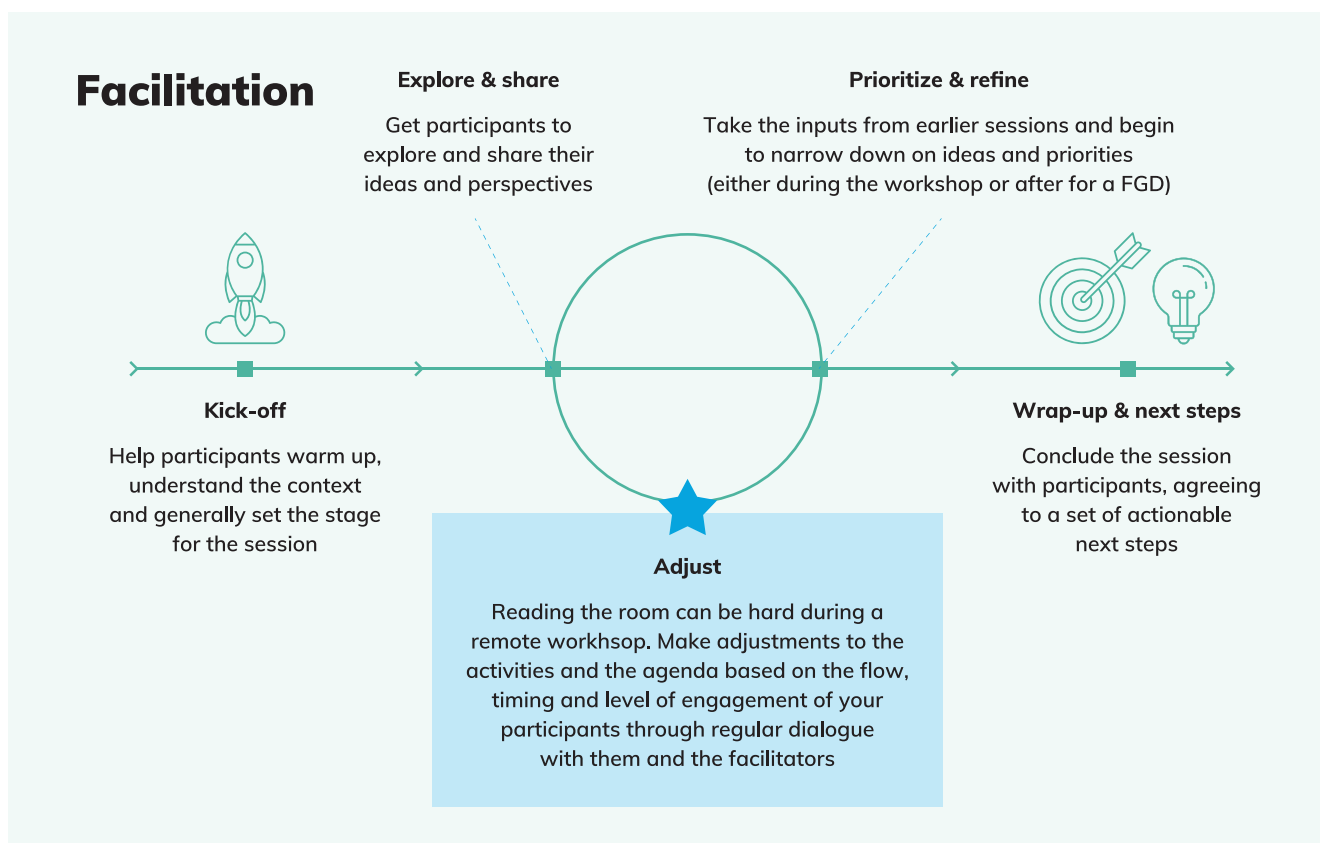 Facilitation
Explore & share
Get participants to
explore and share their
ideas and perspectives
Prioritize & refine
Take the inputs from earlier sessions and begin
to narrow down on ideas and priorities
(either during the workshop or after for a FGD)
Kick-off
Help participants warm up,
understand the context
and generally set the stage
for the session
Wrap-up & next steps
Conclude the session
with participants, agreeing
to a set of actionable
next steps
Adjust
Reading the room can be hard during a
remote workhsop. Make adjustments to the
activities and the agenda based on the flow,
timing and level of engagement of your
participants through regular dialogue
with them and the facilitators